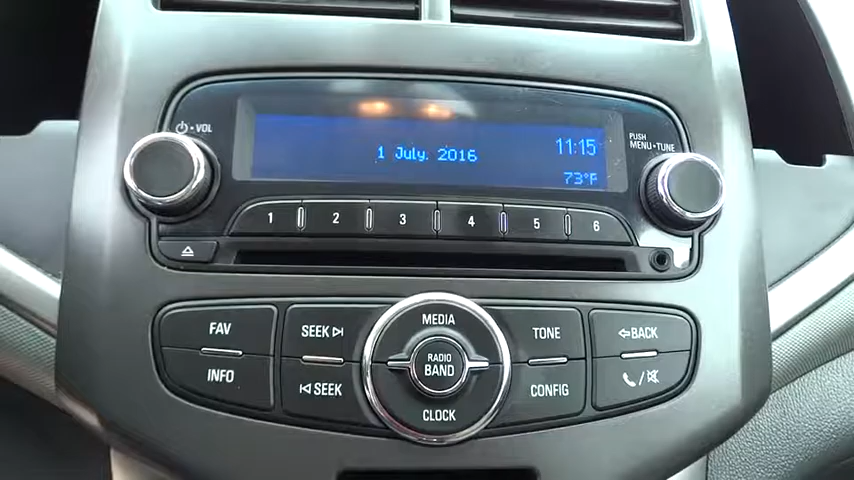 VOL
11:15
1 July. 2016
73°F
PUSH
MENU-TUNE
1 2 3 4 5 6
FAV
SEEK
MEDIA
TONE
BACK
RADIO
BAND
INFO
SEEK
CLOCK
CONFIG